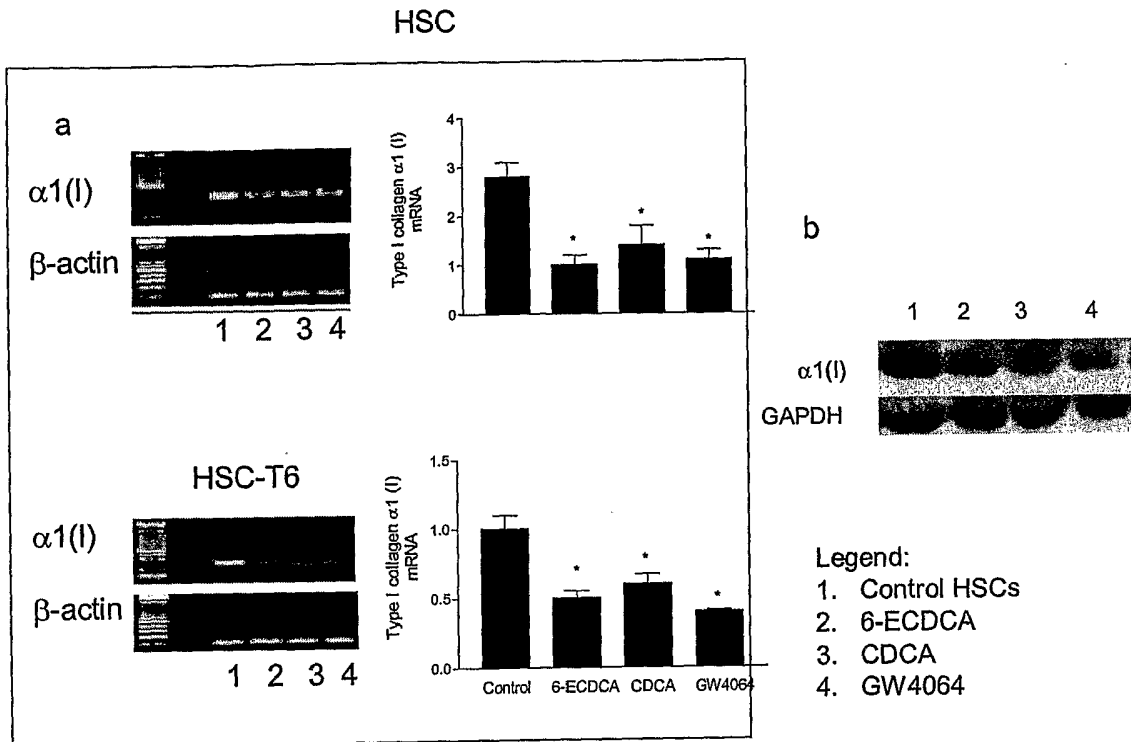 HSC
a
α1(I)
β-actin
1 2 3 4
Type I collagen α1 (I)
mRNA
4
3
2
1
0
*
*
*
b
1 2 3 4
α1(I)
GAPDH
HSC-T6
α1(I)
β-actin
1 2 3 4
Type I collagen α1 (I)
mRNA
1.5
1.0
0.5
0.0
*
*
*
Control 6-ECDCA CDCA GW4064
Legend:
1. Control HSCs
2. 6-ECDCA
3. CDCA
4. GW4064